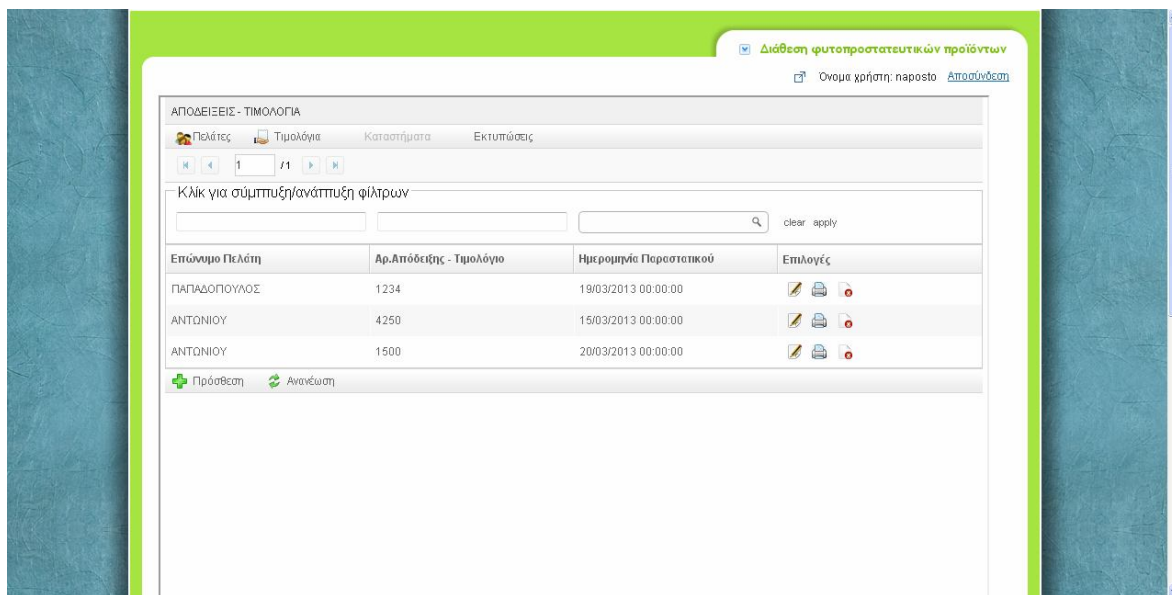 Διάθεση φυτοπροστατευτικών προϊόντων
Όνομα χρήστη: naposto Αποσύνδεση
ΑΠΟΔΕΙΞΕΙΣ - ΤΙΜΟΛΟΓΙΑ
Πελάτες Τιμολόγια Καταστήματα Εκτυπώσεις
1 /1
Κλίκ για σύμπτυξη/ανάπτυξη φίλτρων
clear apply
Επώνυμο Πελάτη Αρ.Απόδειξης - Τιμολόγιο Ημερομηνία Παραστατικού Επιλογές
ΠΑΠΑΔΟΠΟΥΛΟΣ 1234 19/03/2013 00:00:00
ΑΝΤΩΝΙΟΥ 4250 15/03/2013 00:00:00
ΑΝΤΩΝΙΟΥ 1500 20/03/2013 00:00:00
Πρόσθεση Ανανέωση